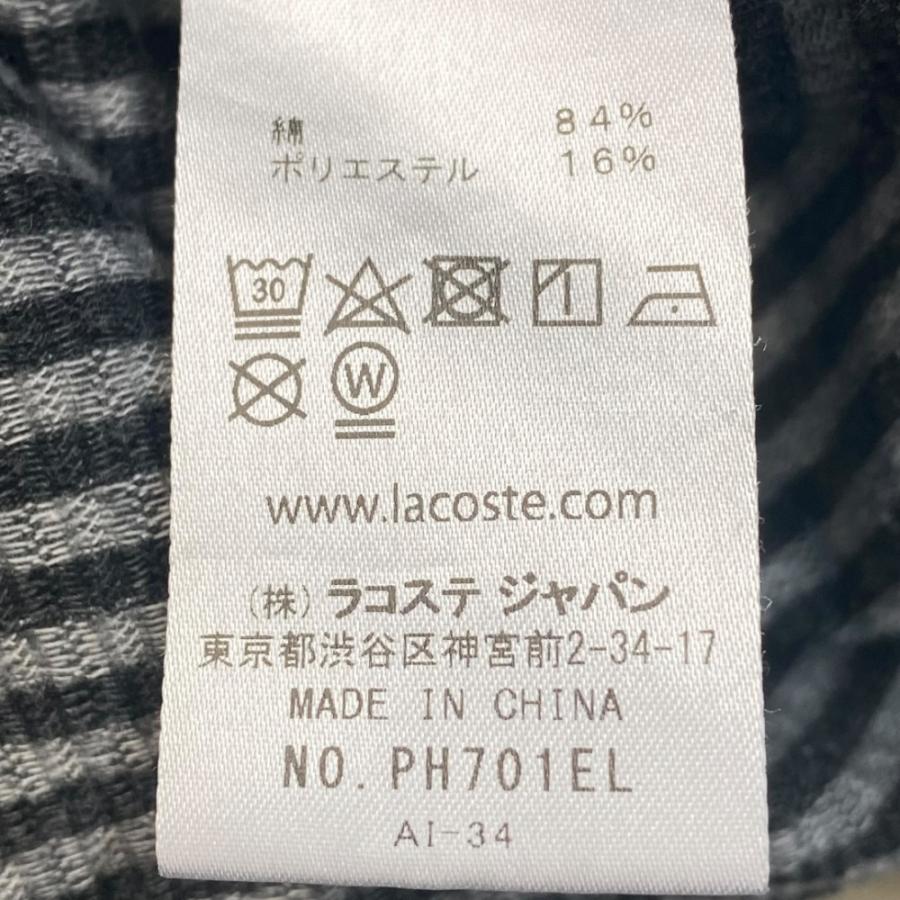 綿 84%
ポリエステル 16%
30
W
www.lacoste.com
(株) ラコステ ジャパン
東京都渋谷区神宮前2-34-17
MADE IN CHINA
NO. PH701EL
AI-34